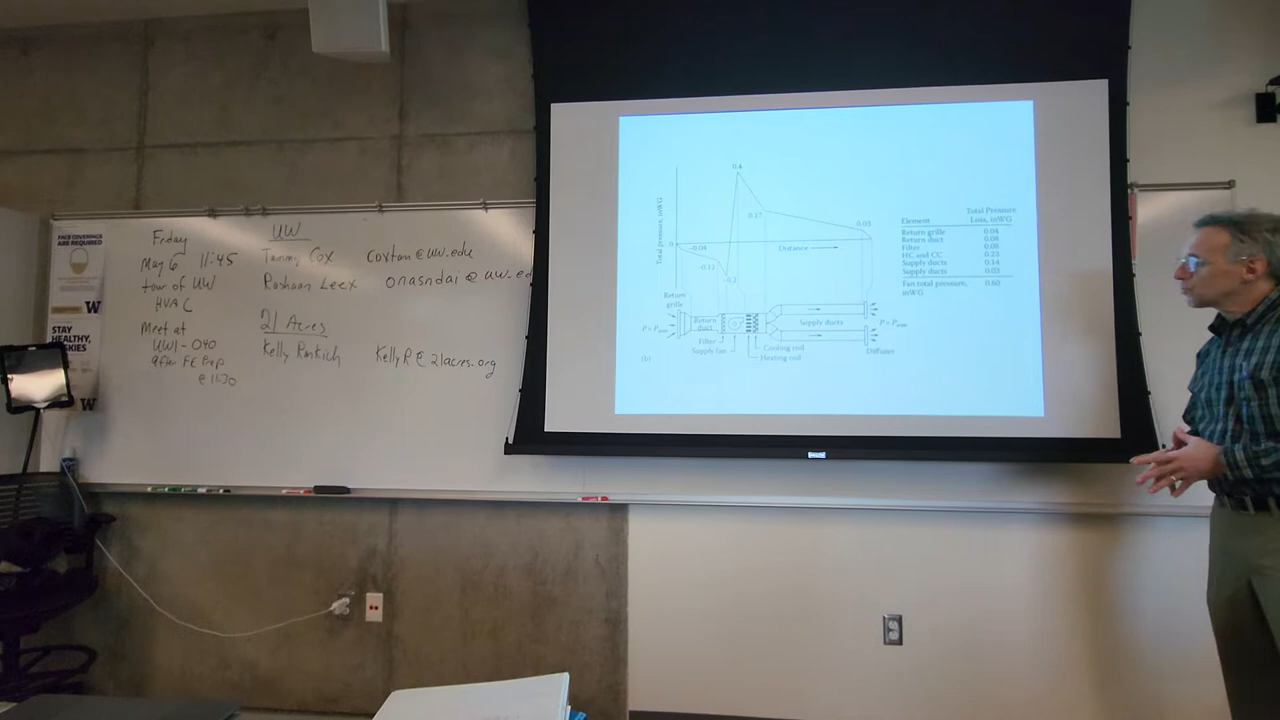 FACE COVERINGS
ARE REQUIRED
W
STAY
HEALTHY,
W
Friday
May 6 11:45
tour of UW
HVAC
Meet at
UW1-040
after FE Prep
@ 11:30
UW
Tammy Cox coxtam@uw.edu
onasndai @ uw.ed
21 Acres
Kelly KellyR @ 21acres.org
Total pressure, inWG
0.4
0.17
0.03
0
-0.04
-0.12
-0.2
Distance
Return
grille
Return
duct
Filter
Supply fan
Cooling coil
Heating coil
Supply ducts
Diffuser
(b)
Total Pressure
Element Loss, inWG
Return grille 0.04
Return duct 0.08
Filter 0.08
HC and CC 0.23
Supply ducts 0.14
Supply ducts 0.03
Fan total pressure, 0.60
inWG